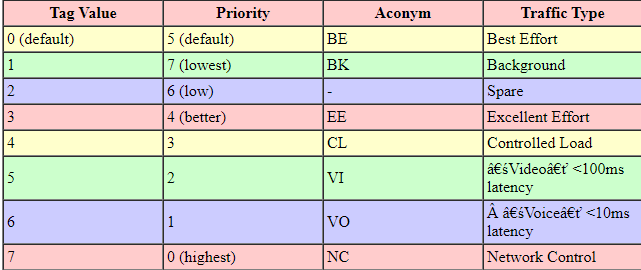 Tag Value Priority Aconym Traffic Type
0 (default) 5 (default) BE Best Effort
1 7 (lowest) BK Background
2 6 (low) - Spare
3 4 (better) EE Excellent Effort
4 3 CL Controlled Load
5 2 VI â€śVideoâ€ť <100ms
latency
6 1 VO Â â€śVoiceâ€ť <10ms
latency
7 0 (highest) NC Network Control